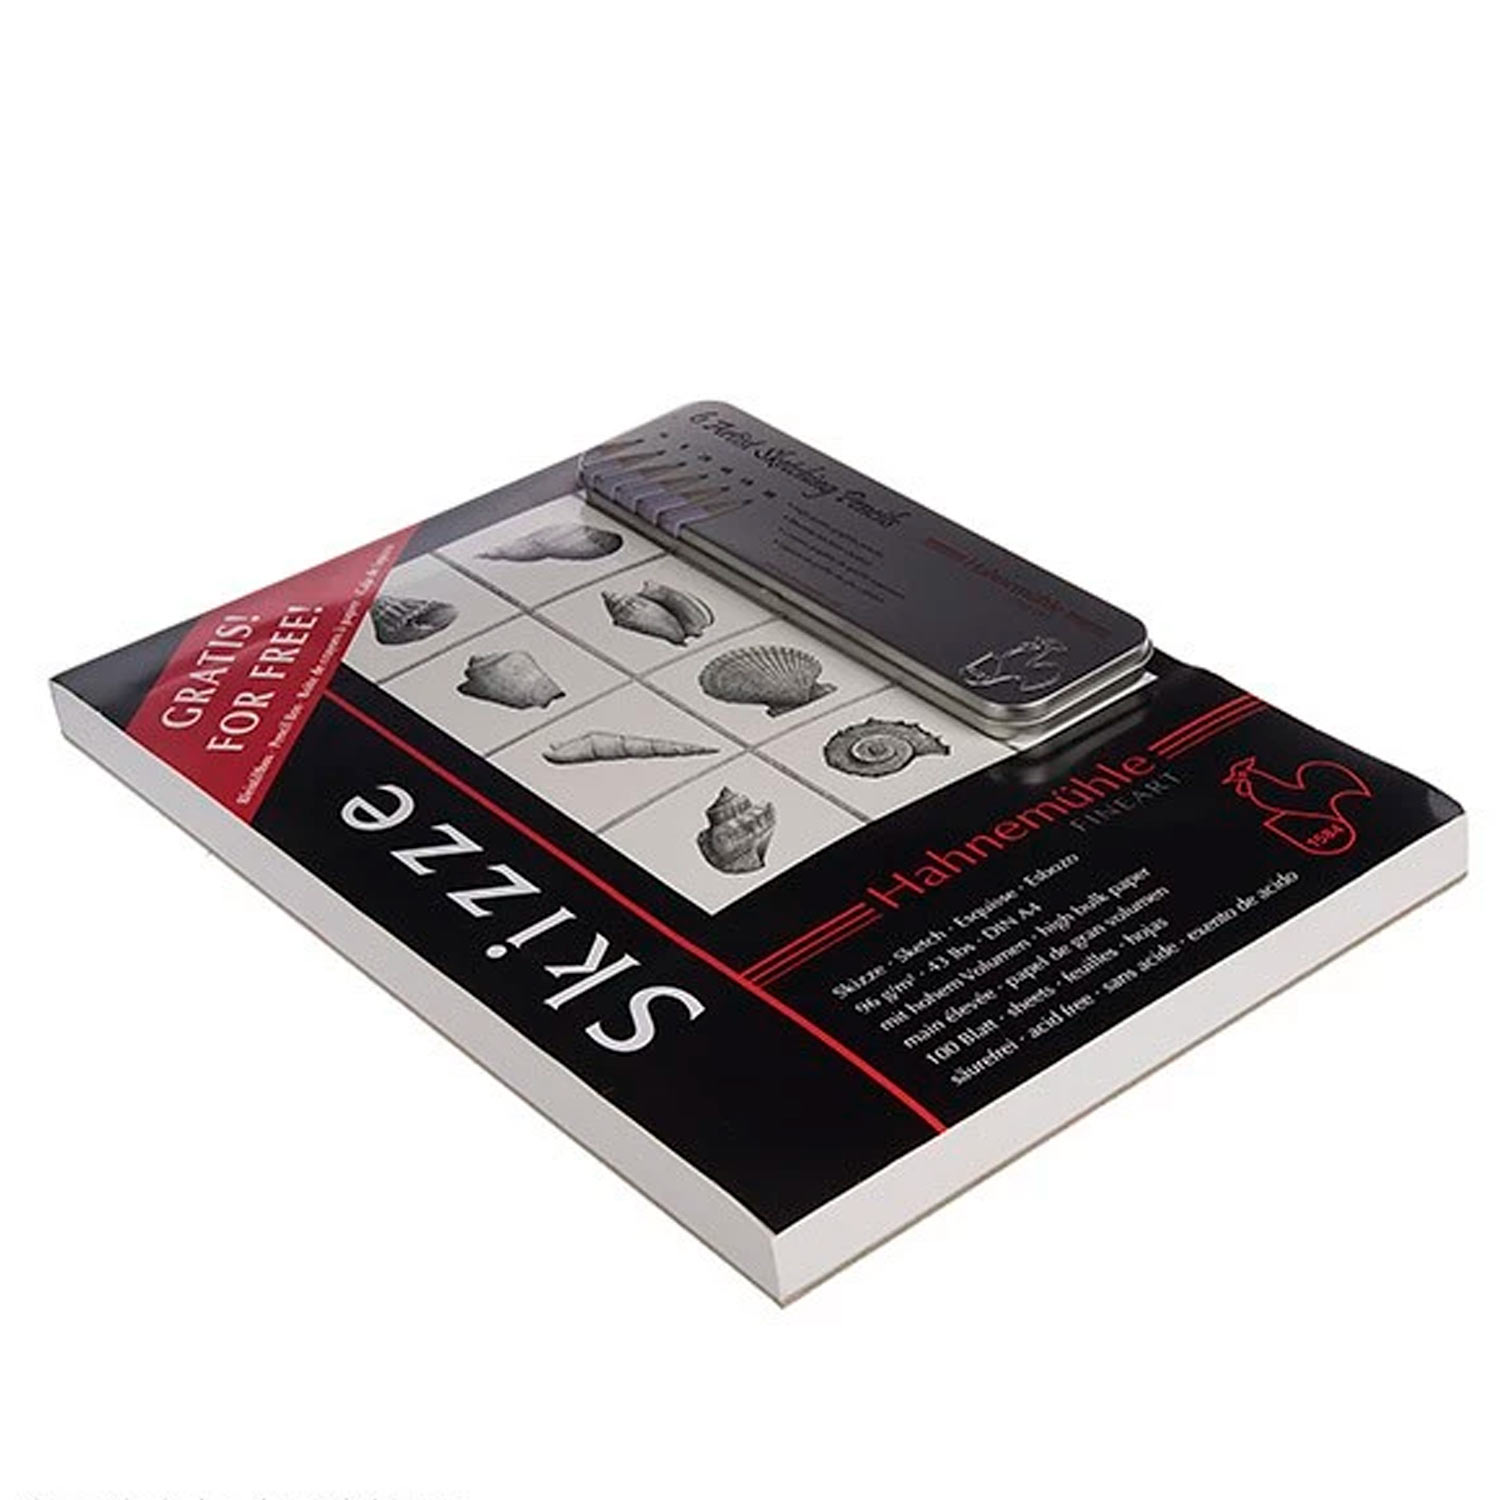 6 Artist Sketching Pencils
Hahnemühle
GRATIS!
FOR FREE!
Skizze
Hahnemühle
FINEART
1584
Skizze · Sketch · Esquisse · Esbozo
96 g/m² · 43 lbs · DIN A4
mit hohem Volumen · high bulk paper
main élevée · papel de gran volumen
100 Blatt · sheets · feuilles · hojas
säurefrei · acid free · sans acide · exento de acido